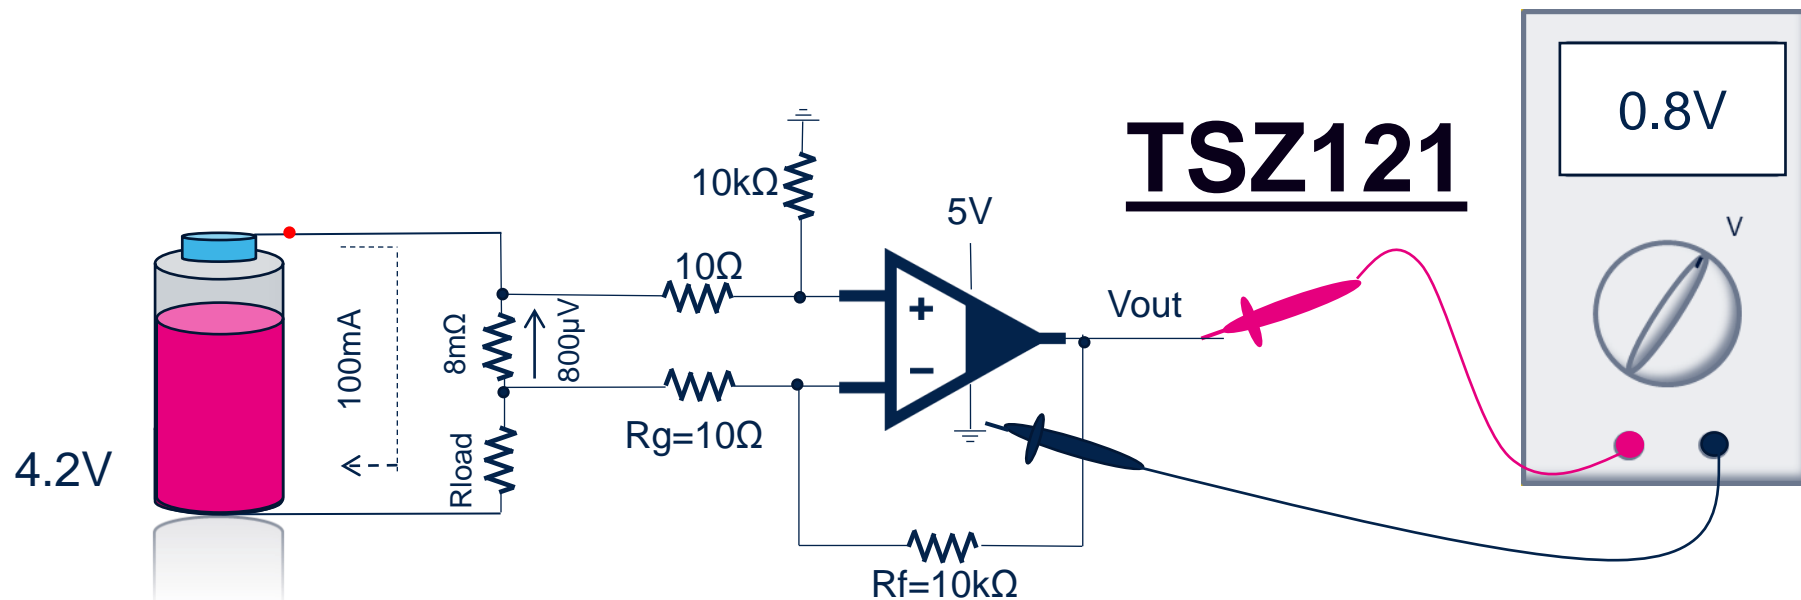 0.8V
TSZ121
10kΩ
5V
V
10Ω
Vout
100mA
8mΩ
800µV
+
−
Rg=10Ω
4.2V
Rload
Rf=10kΩ